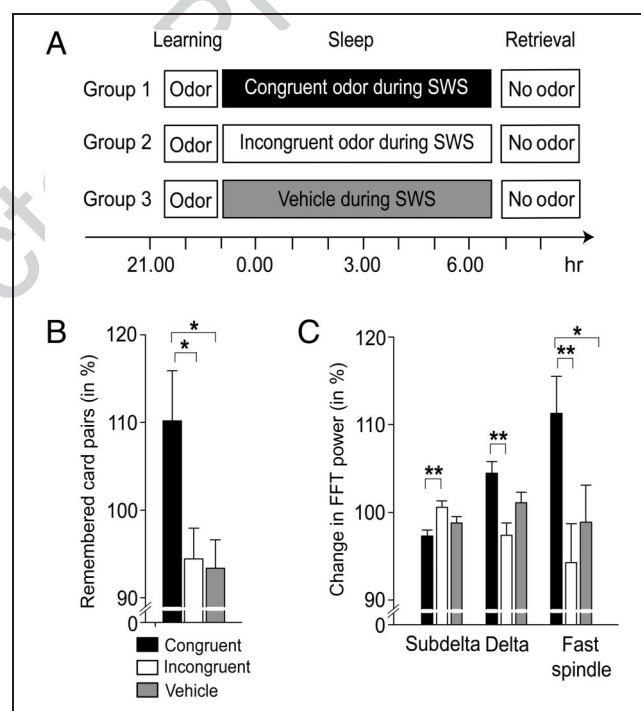 A
Learning Sleep Retrieval
Group 1 Odor Congruent odor during SWS No odor
Group 2 Odor Incongruent odor during SWS No odor
Group 3 Odor Vehicle during SWS No odor
21.00 0.00 3.00 6.00 hr
B
Remembered card pairs (in %)
120
110
100
90
0
*
*
Congruent
Incongruent
Vehicle
C
Change in FFT power (in %)
120
110
100
90
0
**
**
**
*
Subdelta Delta Fast
spindle